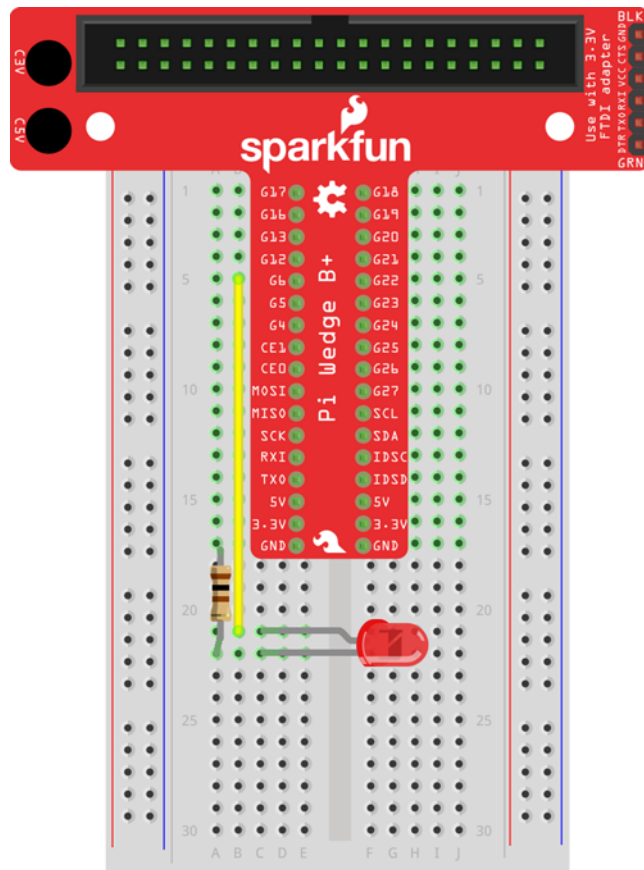 C3V
C5V
BLK
GND
CTS
VCC
RXI
TXO
DTR
GRN
Use with 3.3V
FTDI adapter
sparkfun
Pi Wedge B+
1 G17 G18 1
G16 G19
G13 G20
G12 G21
5 G6 G22 5
G5 G23
G4 G24
CE1 G25
CE0 G26
10 MOSI G27 10
MISO SCL
SCK SDA
RXI IDSC
TXO IDSD
15 5V 5V 15
3.3V 3.3V
GND GND
20 20
25 25
30 30
A B C D E F G H I J